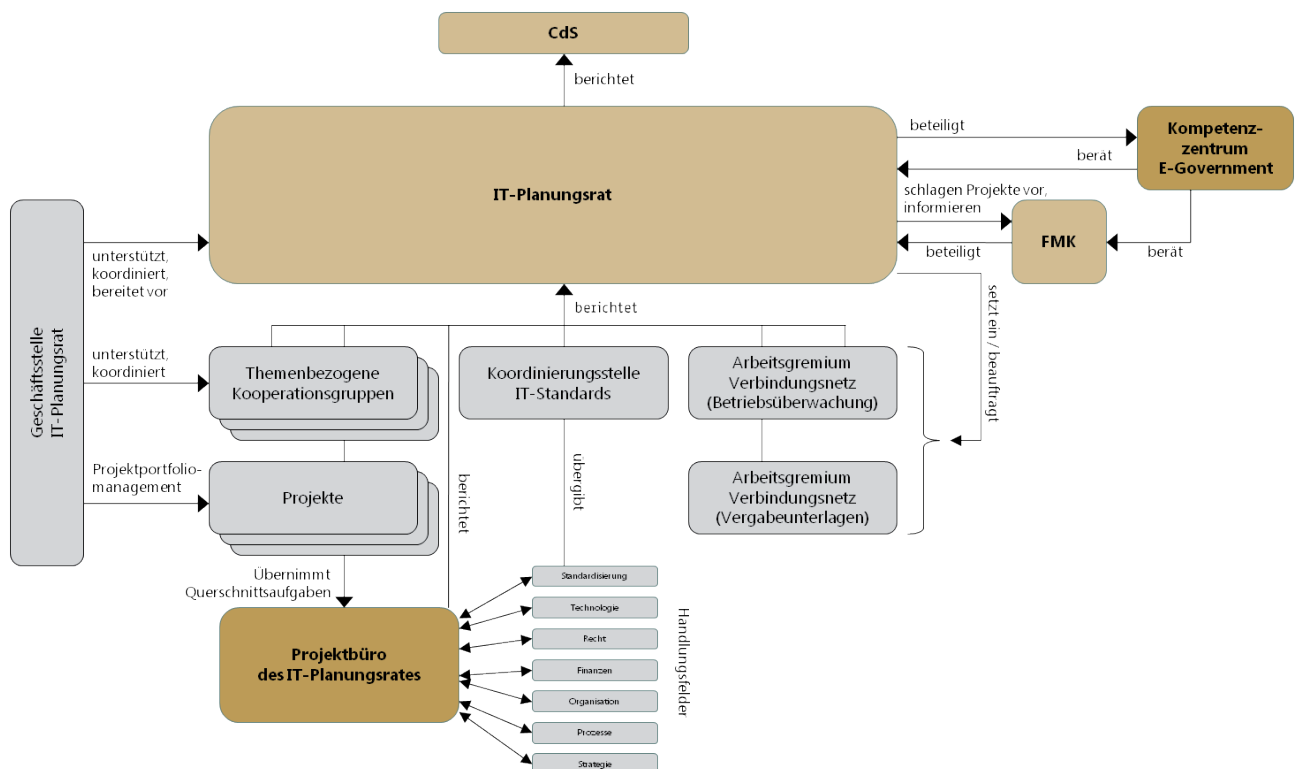 CdS
berichtet
IT-Planungsrat
beteiligt
berät
Kompetenz-
zentrum
E-Government
schlagen Projekte vor,
informieren
beteiligt
FMK
berät
Geschäftsstelle
IT-Planungsrat
unterstützt,
koordiniert,
bereitet vor
berichtet
setzt ein / beauftragt
unterstützt,
koordiniert
Themenbezogene
Kooperationsgruppen
Koordinierungsstelle
IT-Standards
Arbeitsgremium
Verbindungsnetz
(Betriebsüberwachung)
Projektportfolio-
management
Projekte
berichtet
übergibt
Arbeitsgremium
Verbindungsnetz
(Vergabeunterlagen)
Übernimmt
Querschnittsaufgaben
Projektbüro
des IT-Planungsrates
Standardisierung
Technologie
Recht
Finanzen
Organisation
Prozesse
Strategie
Handlungsfelder